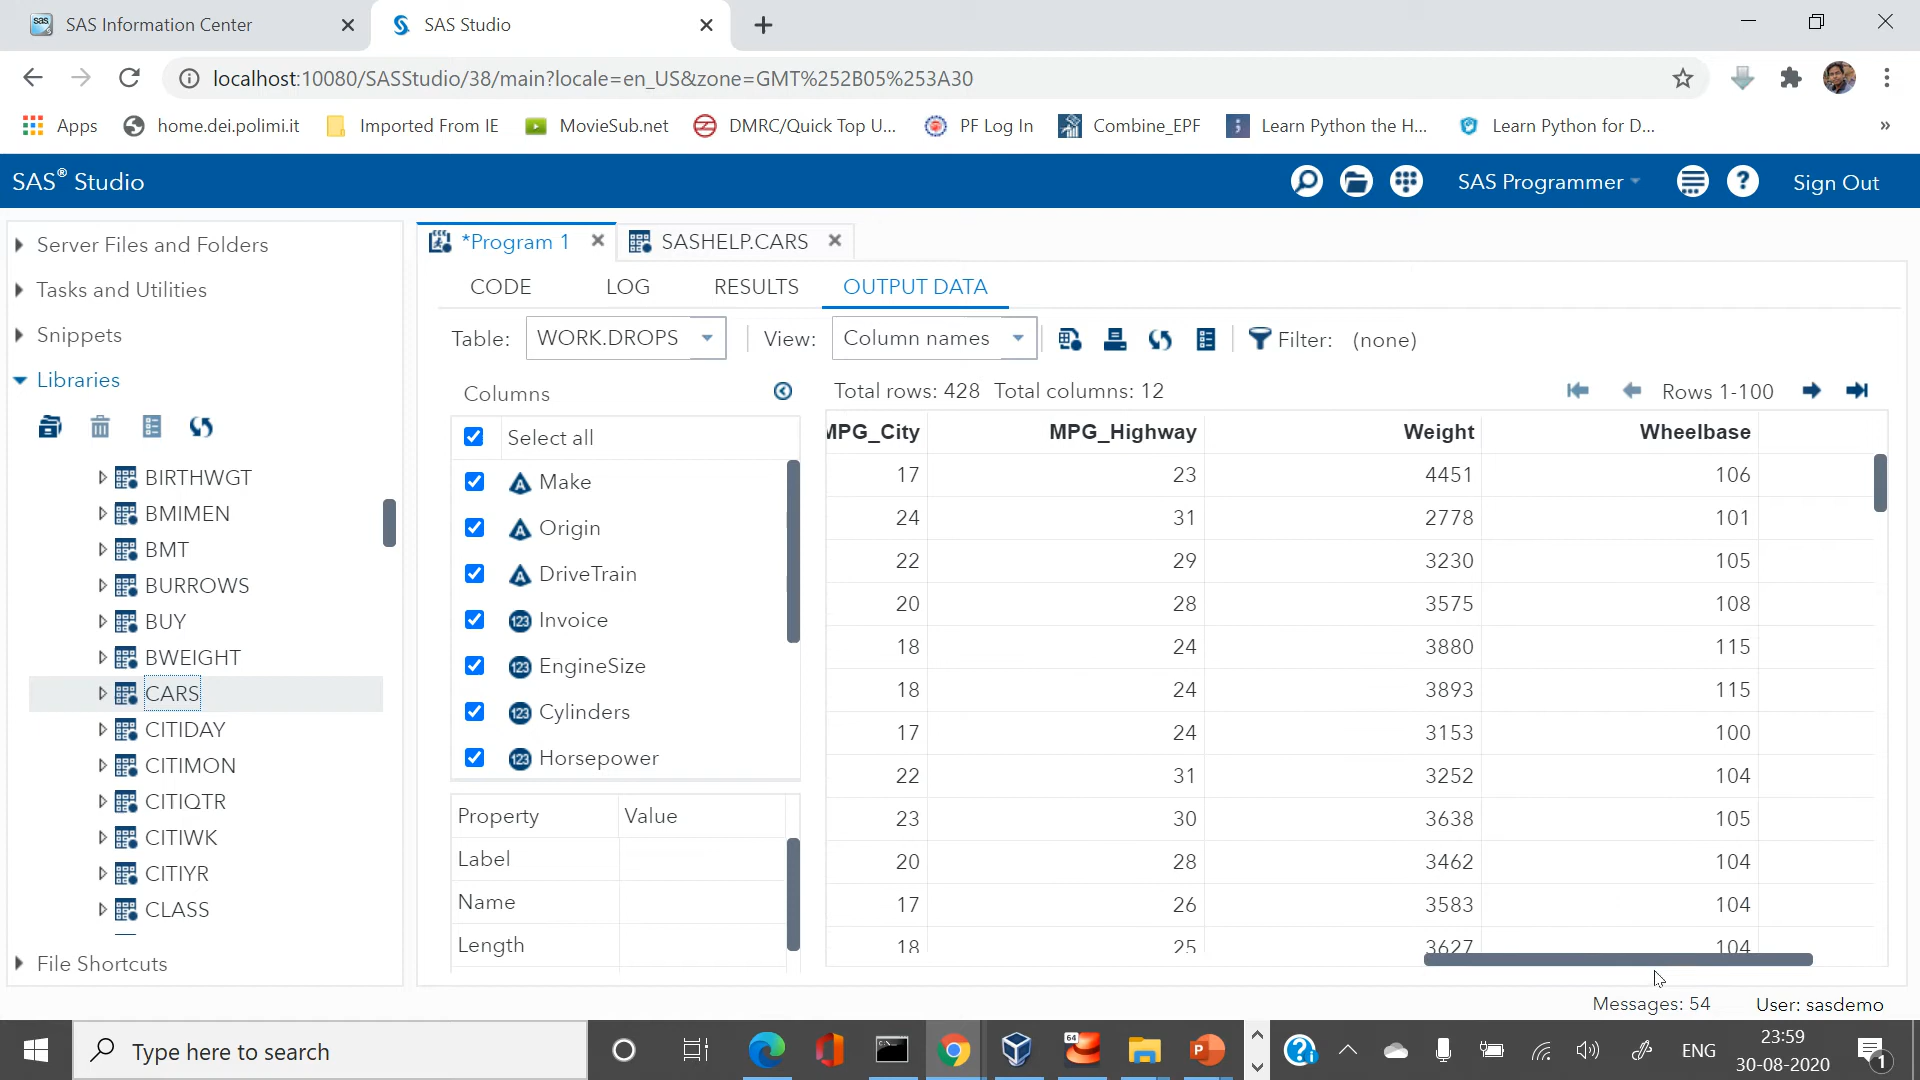 SAS Information Center
SAS Studio
localhost:10080/SASStudio/38/main?locale=en_US&zone=GMT%252B05%253A30
Apps
home.dei.polimi.it
Imported From IE
MovieSub.net
DMRC/Quick Top U...
PF Log In
Combine_EPF
Learn Python the H...
Learn Python for D...
»
SAS® Studio
SAS Programmer
Sign Out
Server Files and Folders
Tasks and Utilities
Snippets
Libraries
BIRTHWGT
BMIMEN
BMT
BURROWS
BUY
BWEIGHT
CARS
CITIDAY
CITIMON
CITIQTR
CITIWK
CITIYR
CLASS
File Shortcuts
*Program 1
SASHELP.CARS
CODE LOG RESULTS OUTPUT DATA
Table: WORK.DROPS View: Column names Filter: (none)
Columns
Select all
Make
Origin
DriveTrain
Invoice
EngineSize
Cylinders
Horsepower
Property Value
Label
Name
Length
Total rows: 428 Total columns: 12
Rows 1-100
MPG_City MPG_Highway Weight Wheelbase
17 23 4451 106
24 31 2778 101
22 29 3230 105
20 28 3575 108
18 24 3880 115
18 24 3893 115
17 24 3153 100
22 31 3252 104
23 30 3638 105
20 28 3462 104
17 26 3583 104
18 25 3627 104
Messages: 54
User: sasdemo
Type here to search
64
ENG
23:59
30-08-2020
1